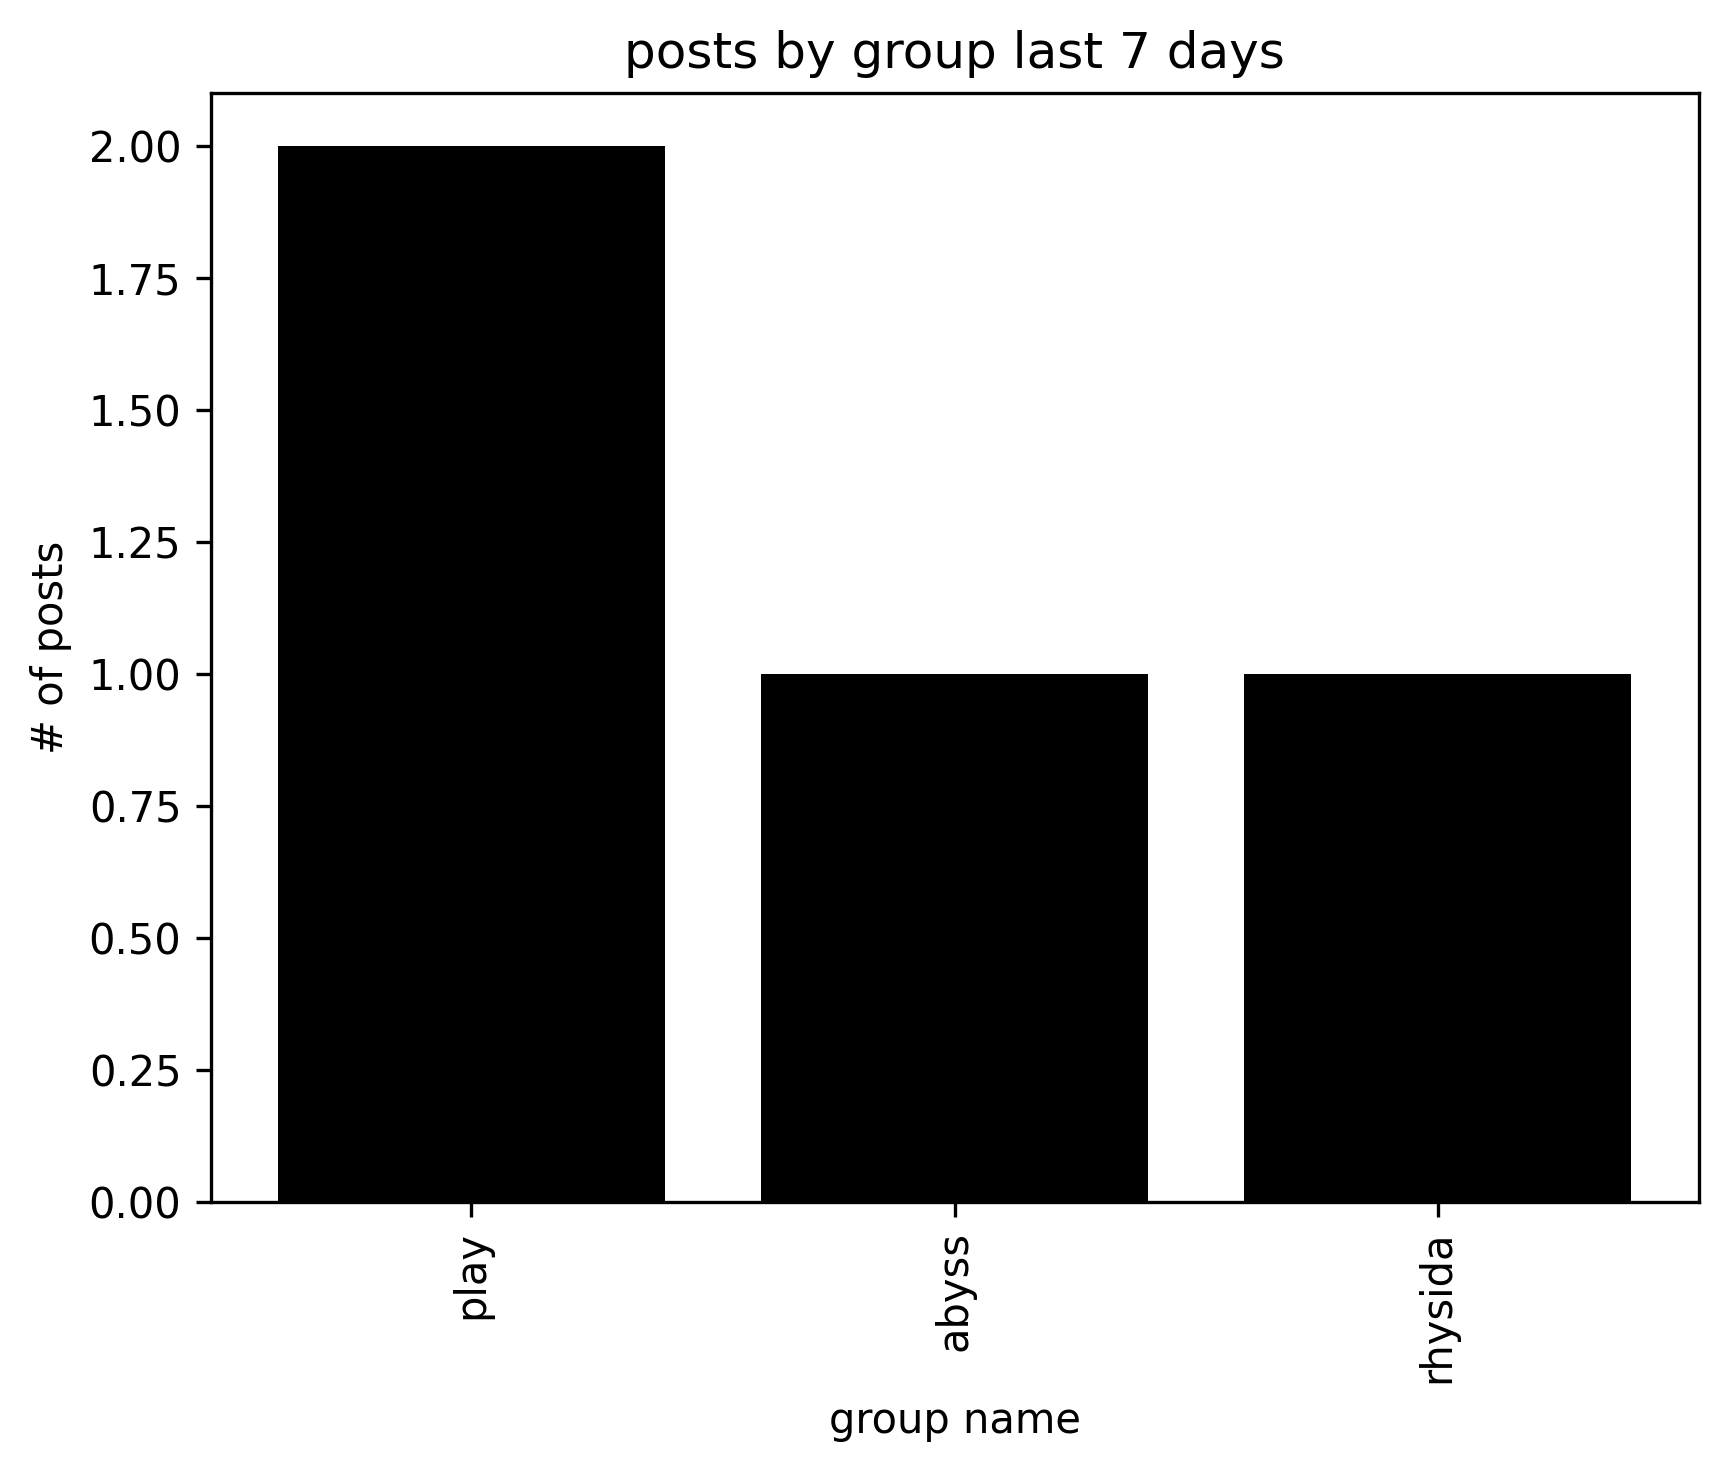 posts by group last 7 days
# of posts
2.00
1.75
1.50
1.25
1.00
0.75
0.50
0.25
0.00
play
abyss
rhysida
group name